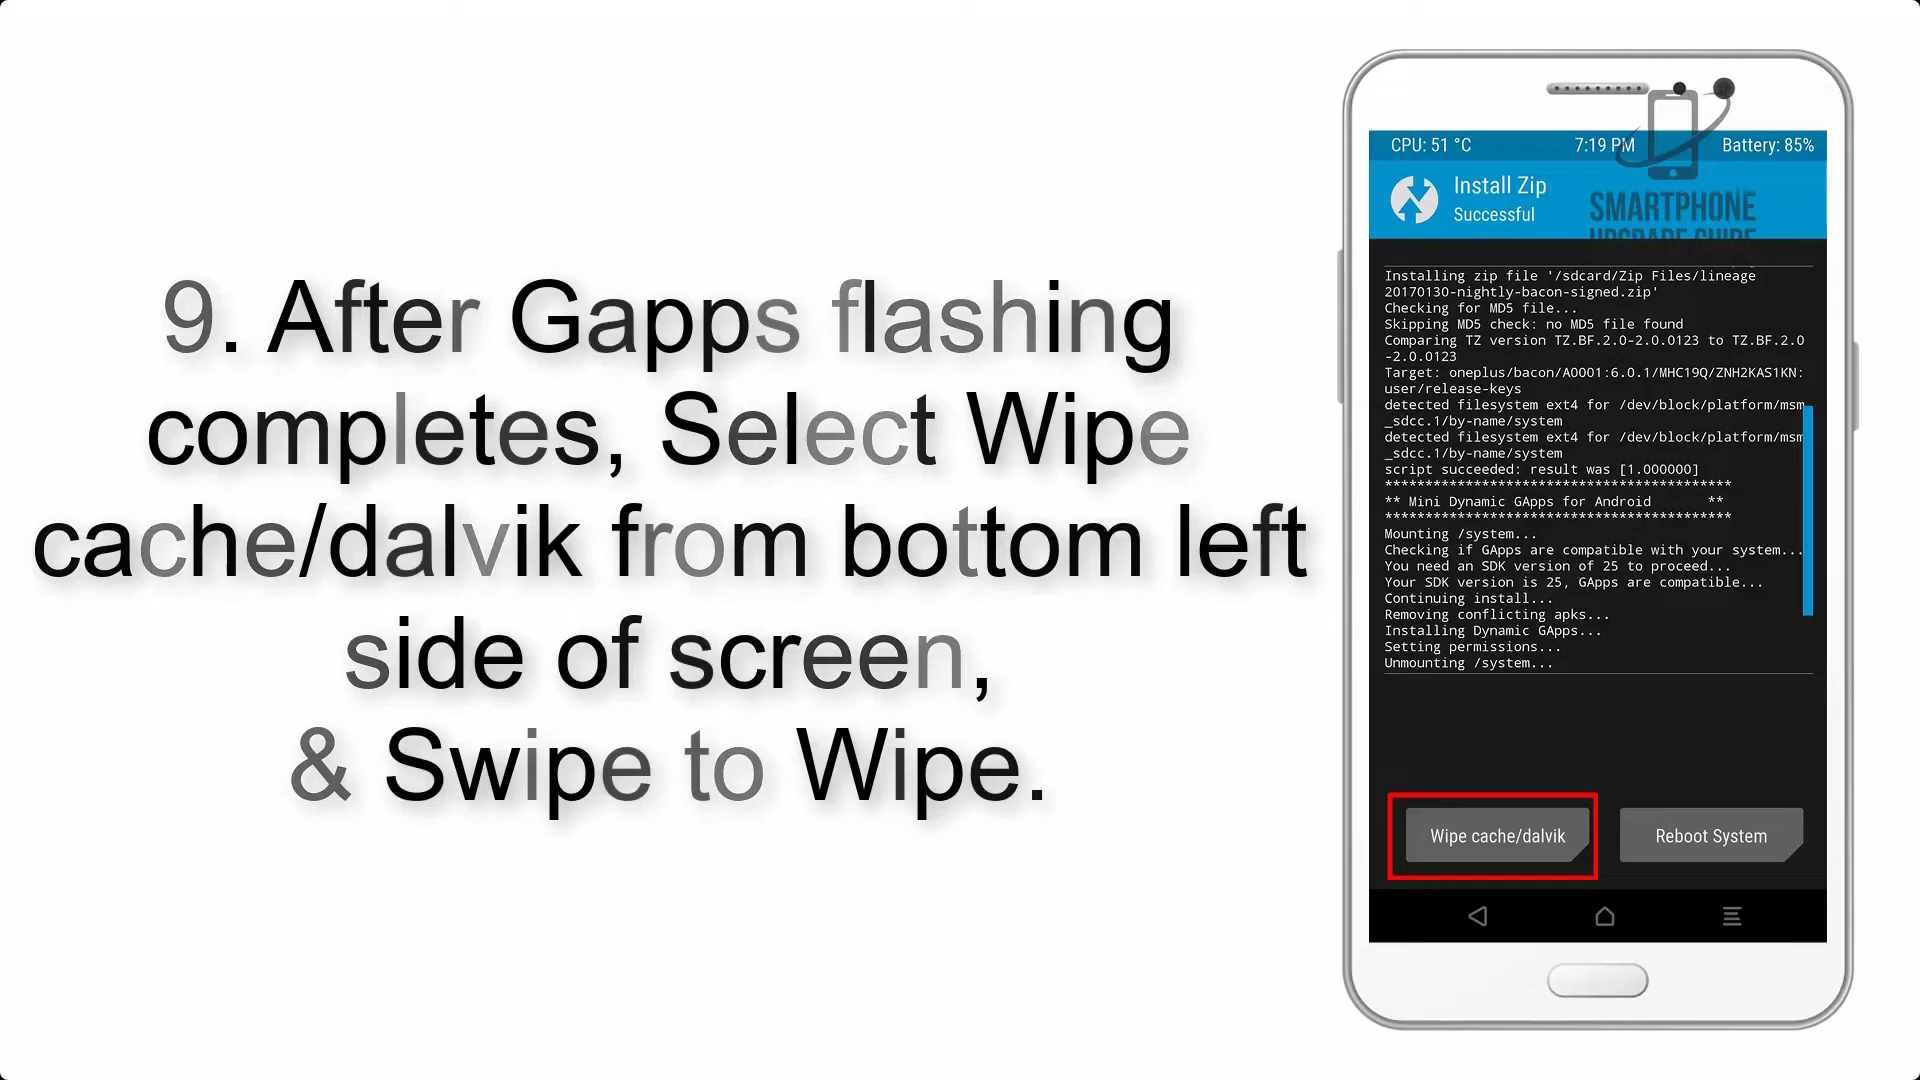 9. After Gapps flashing
completes, Select Wipe
cache/dalvik from bottom left
side of screen,
& Swipe to Wipe.
CPU: 51 °C 7:19 PM Battery: 85%
Install Zip
Successful
SMARTPHONE
UPGRADE GUIDE
Installing zip file '/sdcard/Zip Files/lineage
20170130-nightly-bacon-signed.zip'
Checking for MD5 file...
Skipping MD5 check: no MD5 file found
Comparing TZ version TZ.BF.2.0-2.0.0123 to TZ.BF.2.0
-2.0.0123
Target: oneplus/bacon/A0001:6.0.1/MHC19Q/ZNH2KAS1KN:
user/release-keys
detected filesystem ext4 for /dev/block/platform/msm
_sdcc.1/by-name/system
detected filesystem ext4 for /dev/block/platform/msm
_sdcc.1/by-name/system
script succeeded: result was [1.000000]
*******************************************
** Mini Dynamic GApps for Android **
*******************************************
Mounting /system...
Checking if GApps are compatible with your system...
You need an SDK version of 25 to proceed...
Your SDK version is 25, GApps are compatible...
Continuing install...
Removing conflicting apks...
Installing Dynamic GApps...
Setting permissions...
Unmounting /system...
Wipe cache/dalvik Reboot System